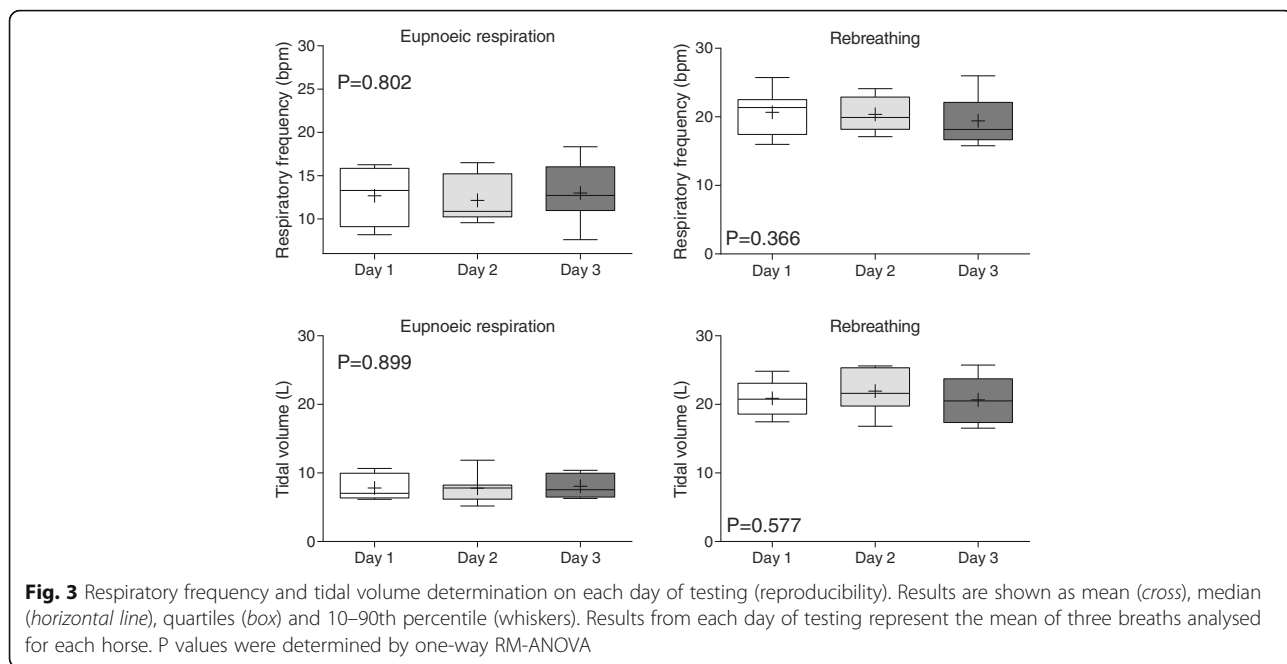 Eupnoeic respiration
Respiratory frequency (bpm)
30
25
20
15
10
P=0.802
Day 1 Day 2 Day 3
Rebreathing
Respiratory frequency (bpm)
30
20
10
0
P=0.366
Day 1 Day 2 Day 3
Eupnoeic respiration
Tidal volume (L)
30
20
10
0
P=0.899
Day 1 Day 2 Day 3
Rebreathing
Tidal volume (L)
30
20
10
0
P=0.577
Day 1 Day 2 Day 3
Fig. 3 Respiratory frequency and tidal volume determination on each day of testing (reproducibility). Results are shown as mean (cross), median
(horizontal line), quartiles (box) and 10–90th percentile (whiskers). Results from each day of testing represent the mean of three breaths analysed
for each horse. P values were determined by one-way RM-ANOVA